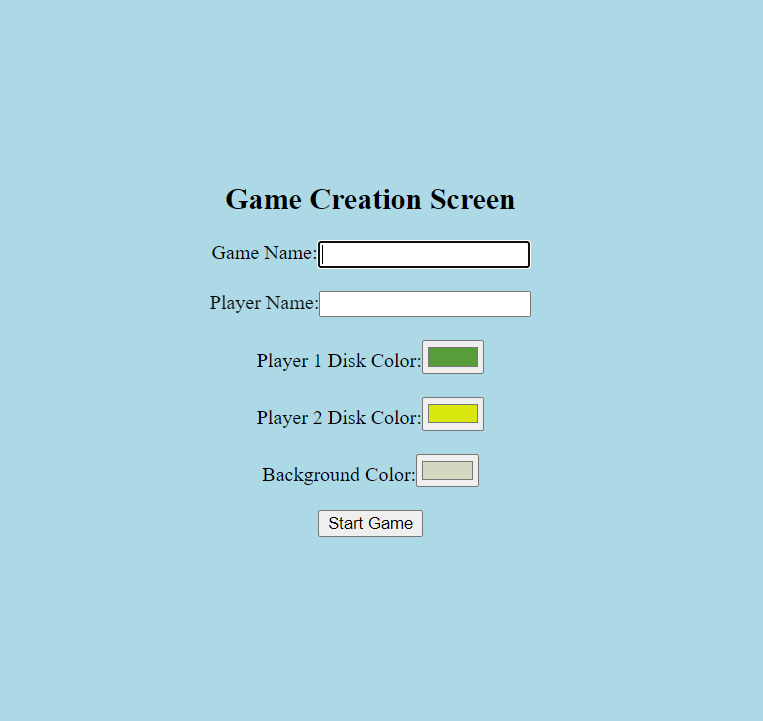 Game Creation Screen
Game Name:
Player Name:
Player 1 Disk Color:
Player 2 Disk Color:
Background Color:
Start Game